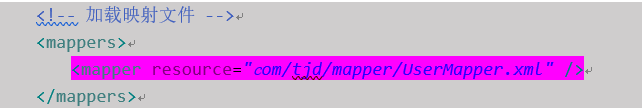 <!-- 加载映射文件 -->
<mappers>
<mapper resource="com/tjd/mapper/UserMapper.xml" />
</mappers>